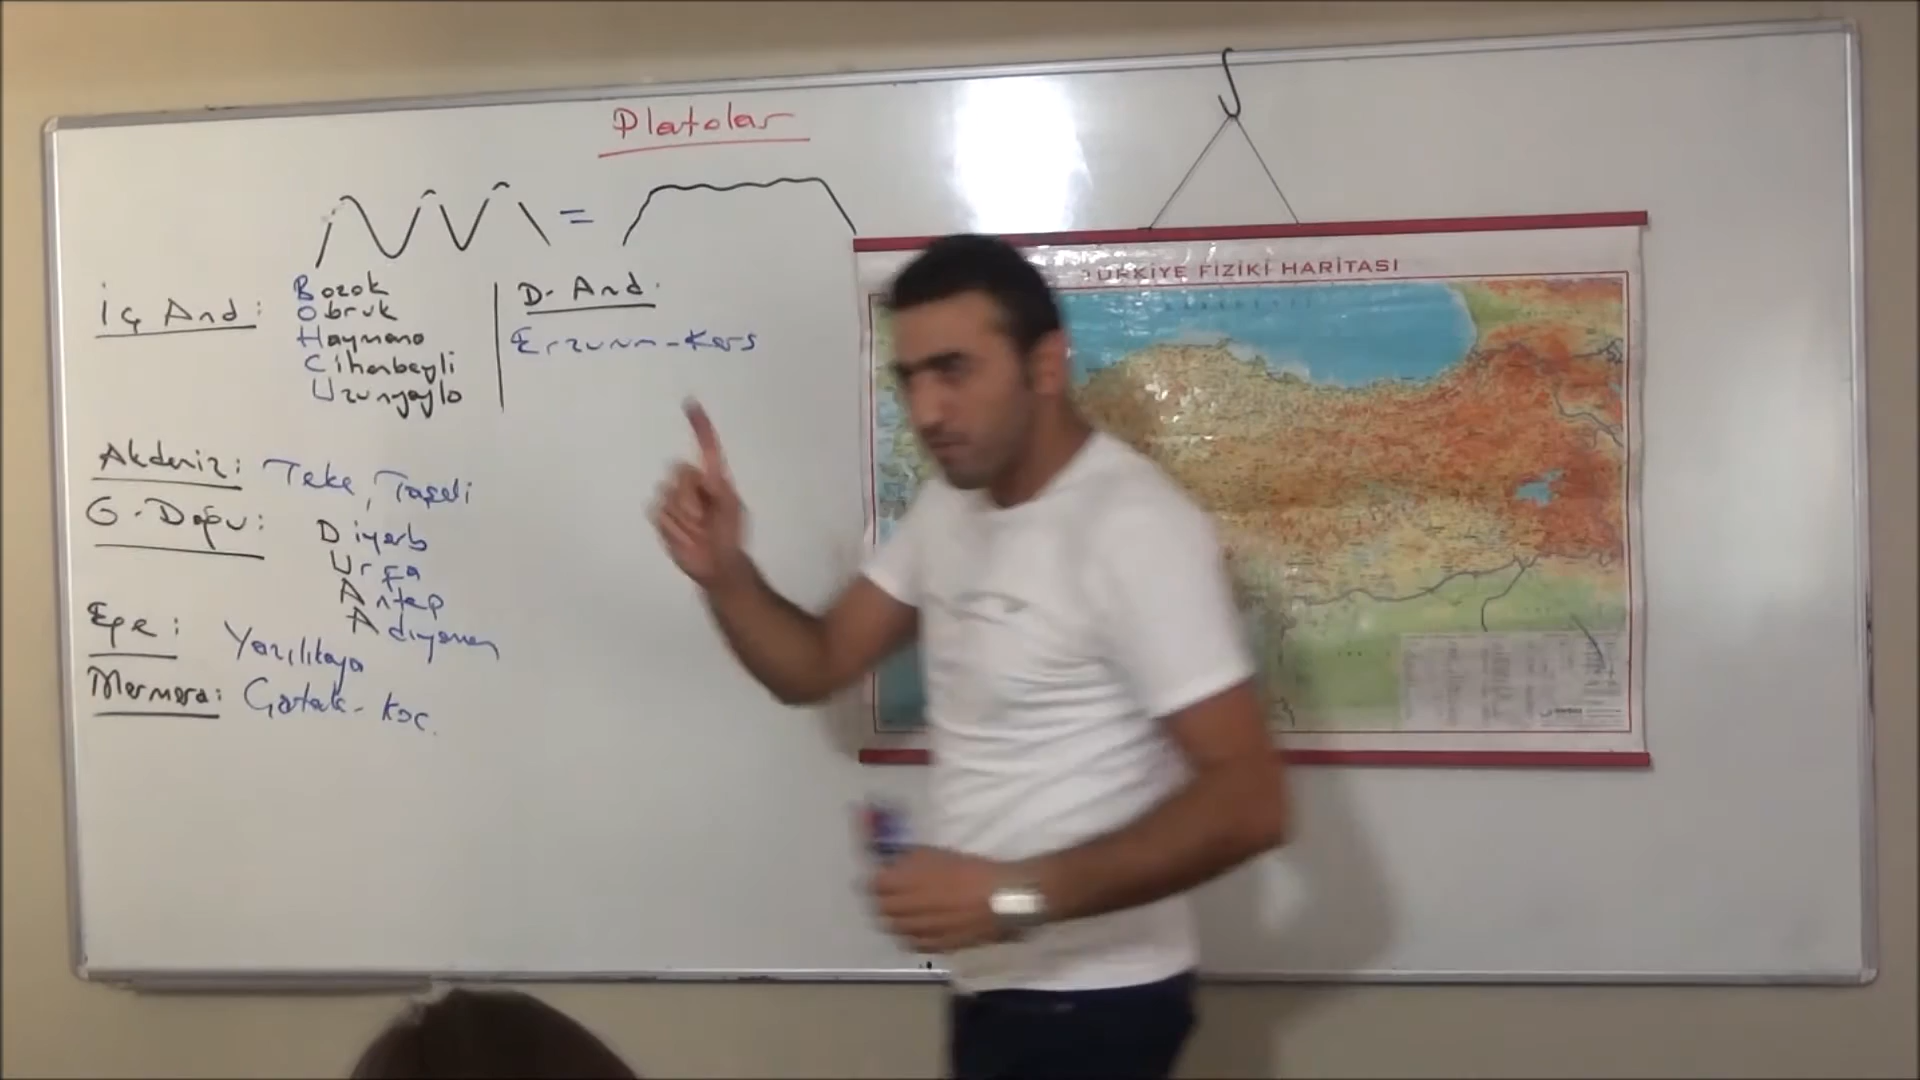 Platolar
=
İç And:
Bozok
Obruk
Haymana
Cihanbeyli
Uzunyayla
D. And.
Erzurum-Kars
Akdeniz: Teke, Taşeli
G. Doğu:
Diyarb
Urfa
Antep
Adıyaman
Ege: Yazılıkaya
Marmara: Çatak-Koc.
TÜRKİYE FİZİKİ HARİTASI